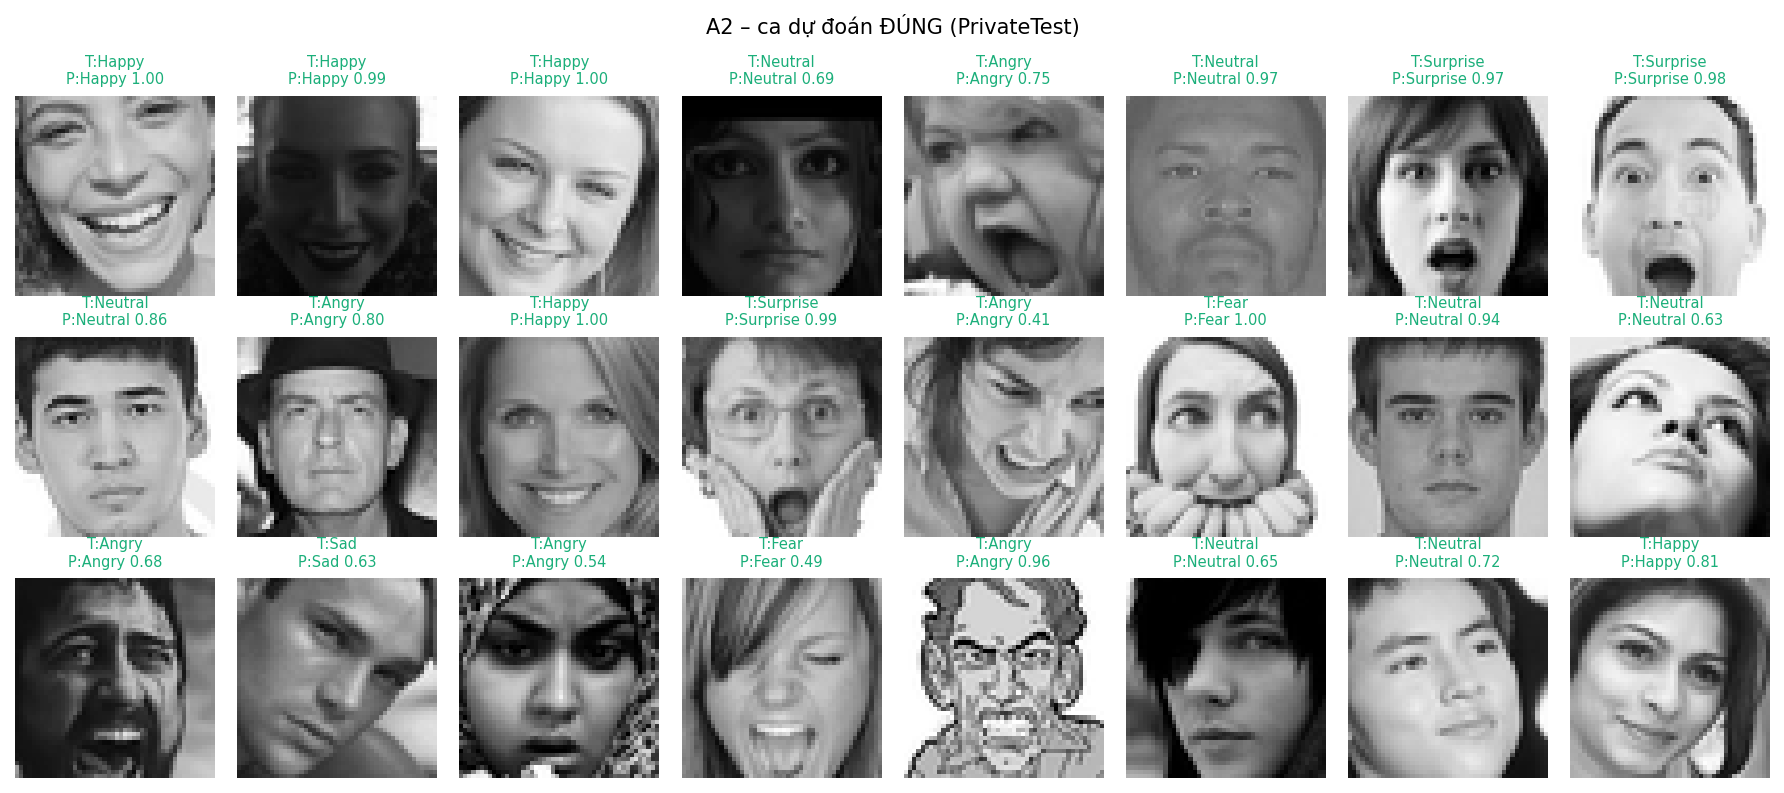 A2 – ca dự đoán ĐÚNG (PrivateTest)
T:Happy
P:Happy 1.00
T:Happy
P:Happy 0.99
T:Happy
P:Happy 1.00
T:Neutral
P:Neutral 0.69
T:Angry
P:Angry 0.75
T:Neutral
P:Neutral 0.97
T:Surprise
P:Surprise 0.97
T:Surprise
P:Surprise 0.98
T:Neutral
P:Neutral 0.86
T:Angry
P:Angry 0.80
T:Happy
P:Happy 1.00
T:Surprise
P:Surprise 0.99
T:Angry
P:Angry 0.41
T:Fear
P:Fear 1.00
T:Neutral
P:Neutral 0.94
T:Neutral
P:Neutral 0.63
T:Angry
P:Angry 0.68
T:Sad
P:Sad 0.63
T:Angry
P:Angry 0.54
T:Fear
P:Fear 0.49
T:Angry
P:Angry 0.96
T:Neutral
P:Neutral 0.65
T:Neutral
P:Neutral 0.72
T:Happy
P:Happy 0.81